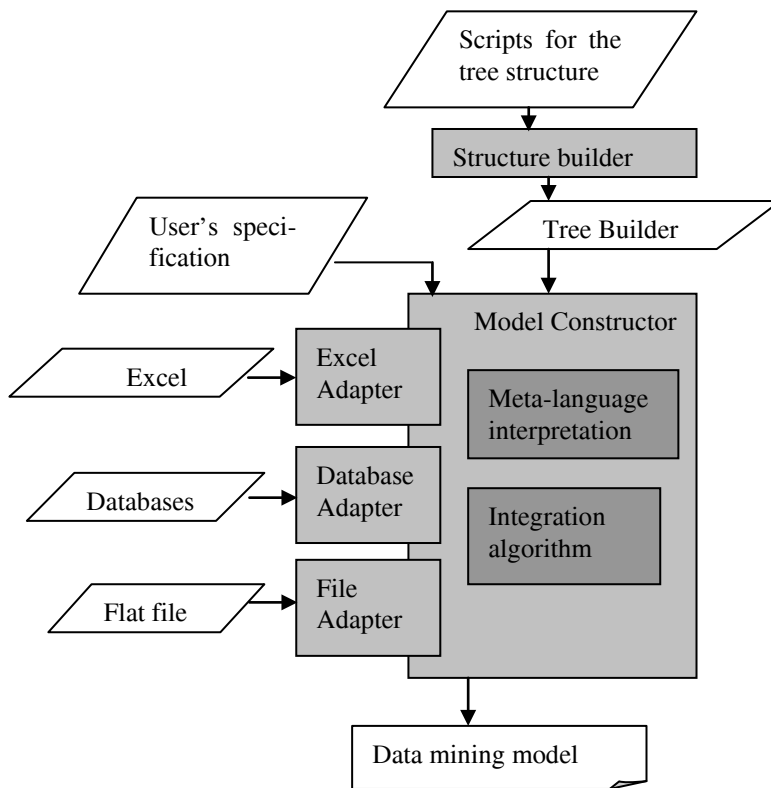 Scripts for the
tree structure
Structure builder
User's speci-
fication
Tree Builder
Model Constructor
Excel
Excel
Adapter
Meta-language
interpretation
Databases
Database
Adapter
Integration
algorithm
Flat file
File
Adapter
Data mining model